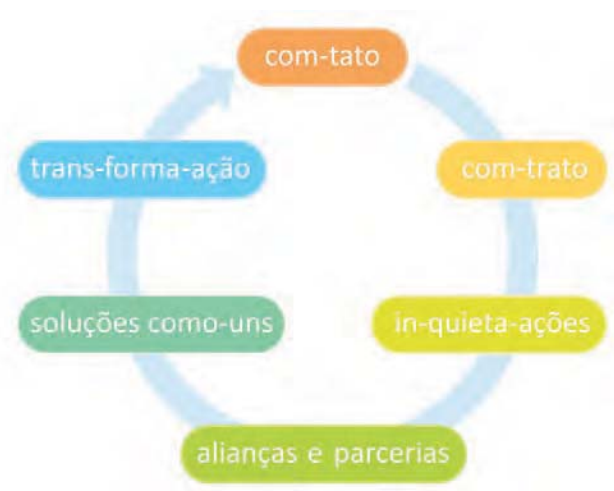 com-tato
com-trato
in-quieta-ações
alianças e parcerias
soluções como-uns
trans-forma-ação